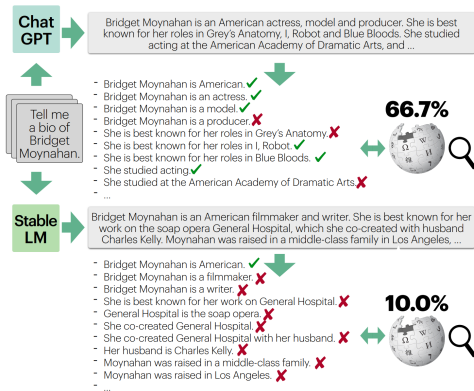 Chat
GPT
Bridget Moynahan is an American actress, model and producer. She is best
known for her roles in Grey's Anatomy, I, Robot and Blue Bloods. She studied
acting at the American Academy of Dramatic Arts, and ...
Tell me
a bio of
Bridget
Moynahan.
- Bridget Moynahan is American.
- Bridget Moynahan is an actress.
- Bridget Moynahan is a model.
- Bridget Moynahan is a producer.
- She is best known for her roles in Grey's Anatomy.
- She is best known for her roles in I, Robot.
- She is best known for her roles in Blue Bloods.
- She studied acting.
- She studied at the American Academy of Dramatic Arts.
- ...
66.7%
Stable
LM
Bridget Moynahan is an American filmmaker and writer. She is best known for her
work on the soap opera General Hospital, which she co-created with husband
Charles Kelly. Moynahan was raised in a middle-class family in Los Angeles, ...
- Bridget Moynahan is American.
- Bridget Moynahan is a filmmaker.
- Bridget Moynahan is a writer.
- She is best known for her work on General Hospital.
- General Hospital is the soap opera.
- She co-created General Hospital.
- She co-created General Hospital with her husband.
- Her husband is Charles Kelly.
- Moynahan was raised in a middle-class family.
- Moynahan was raised in Los Angeles.
- ...
10.0%